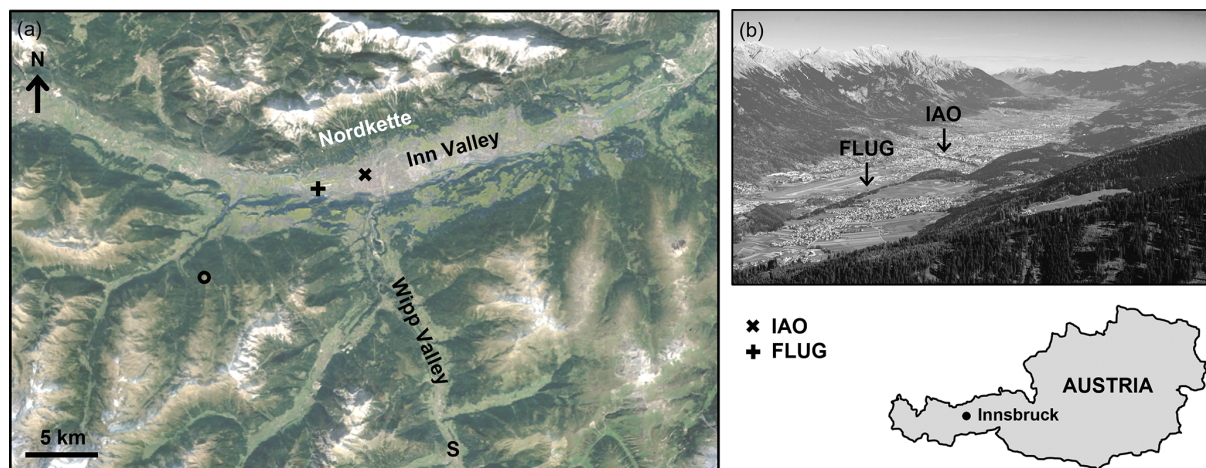 (a)
N
Nordkette
Inn Valley
Wipp Valley
S
5 km
(b)
IAO
FLUG
IAO
FLUG
AUSTRIA
Innsbruck